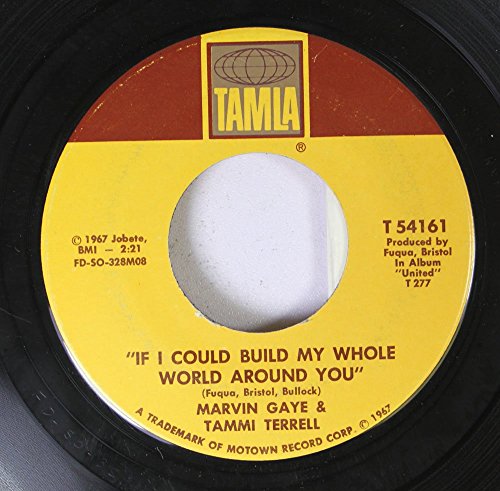 TAMLA
®
© 1967 Jobete,
BMI – 2:21
FD-SO-328M08
T 54161
Produced by
Fuqua, Bristol
In Album
"United"
T 277
"IF I COULD BUILD MY WHOLE
WORLD AROUND YOU"
(Fuqua, Bristol, Bullock)
MARVIN GAYE &
TAMMI TERRELL
A TRADEMARK OF MOTOWN RECORD CORP. © 1967